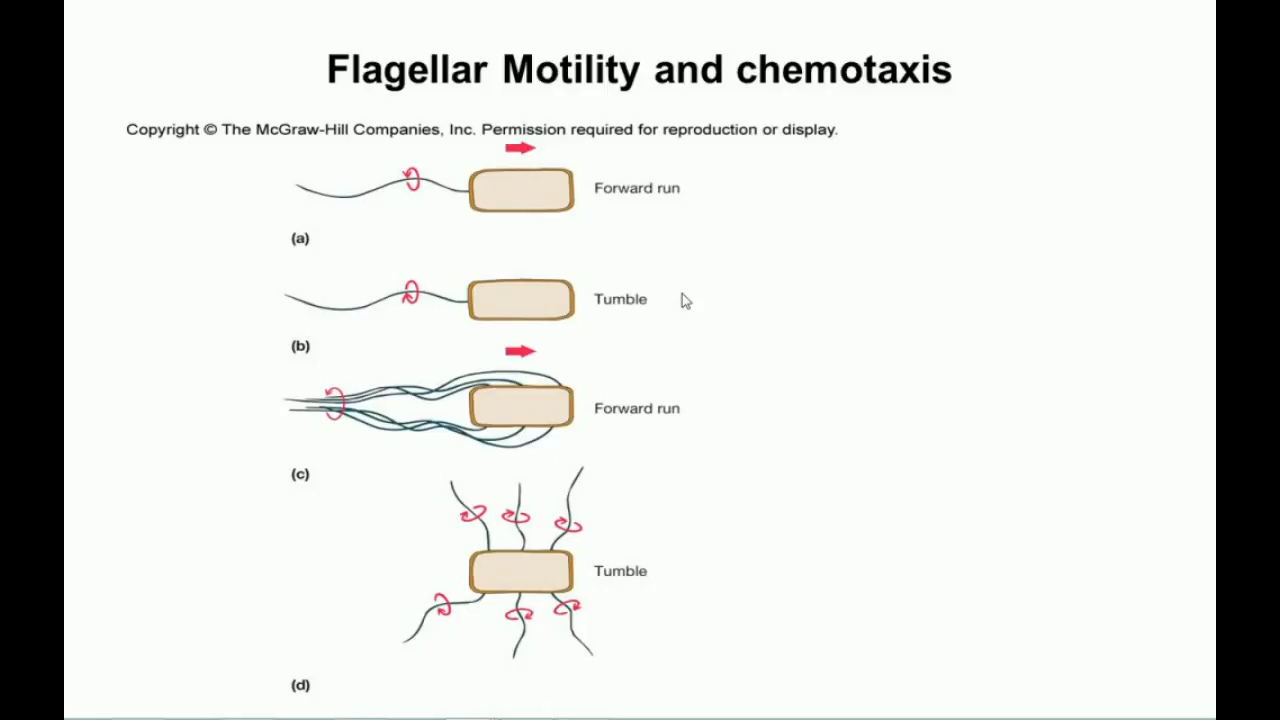 Flagellar Motility and chemotaxis
Copyright © The McGraw-Hill Companies, Inc. Permission required for reproduction or display.
Forward run
(a)
Tumble
(b)
Forward run
(c)
Tumble
(d)